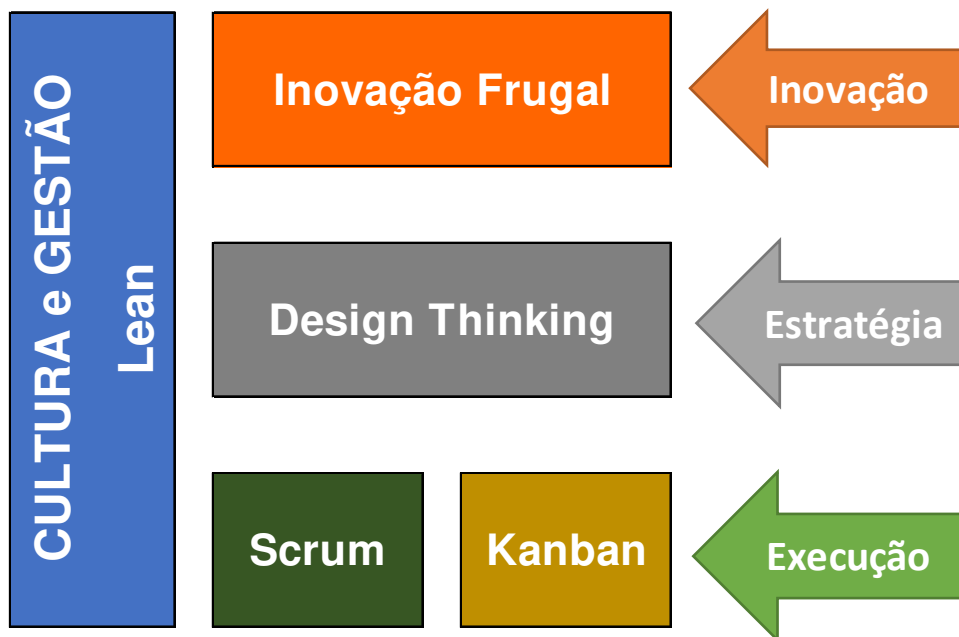 CULTURA e GESTÃO
Lean
Inovação Frugal
Inovação
Design Thinking
Estratégia
Scrum
Kanban
Execução